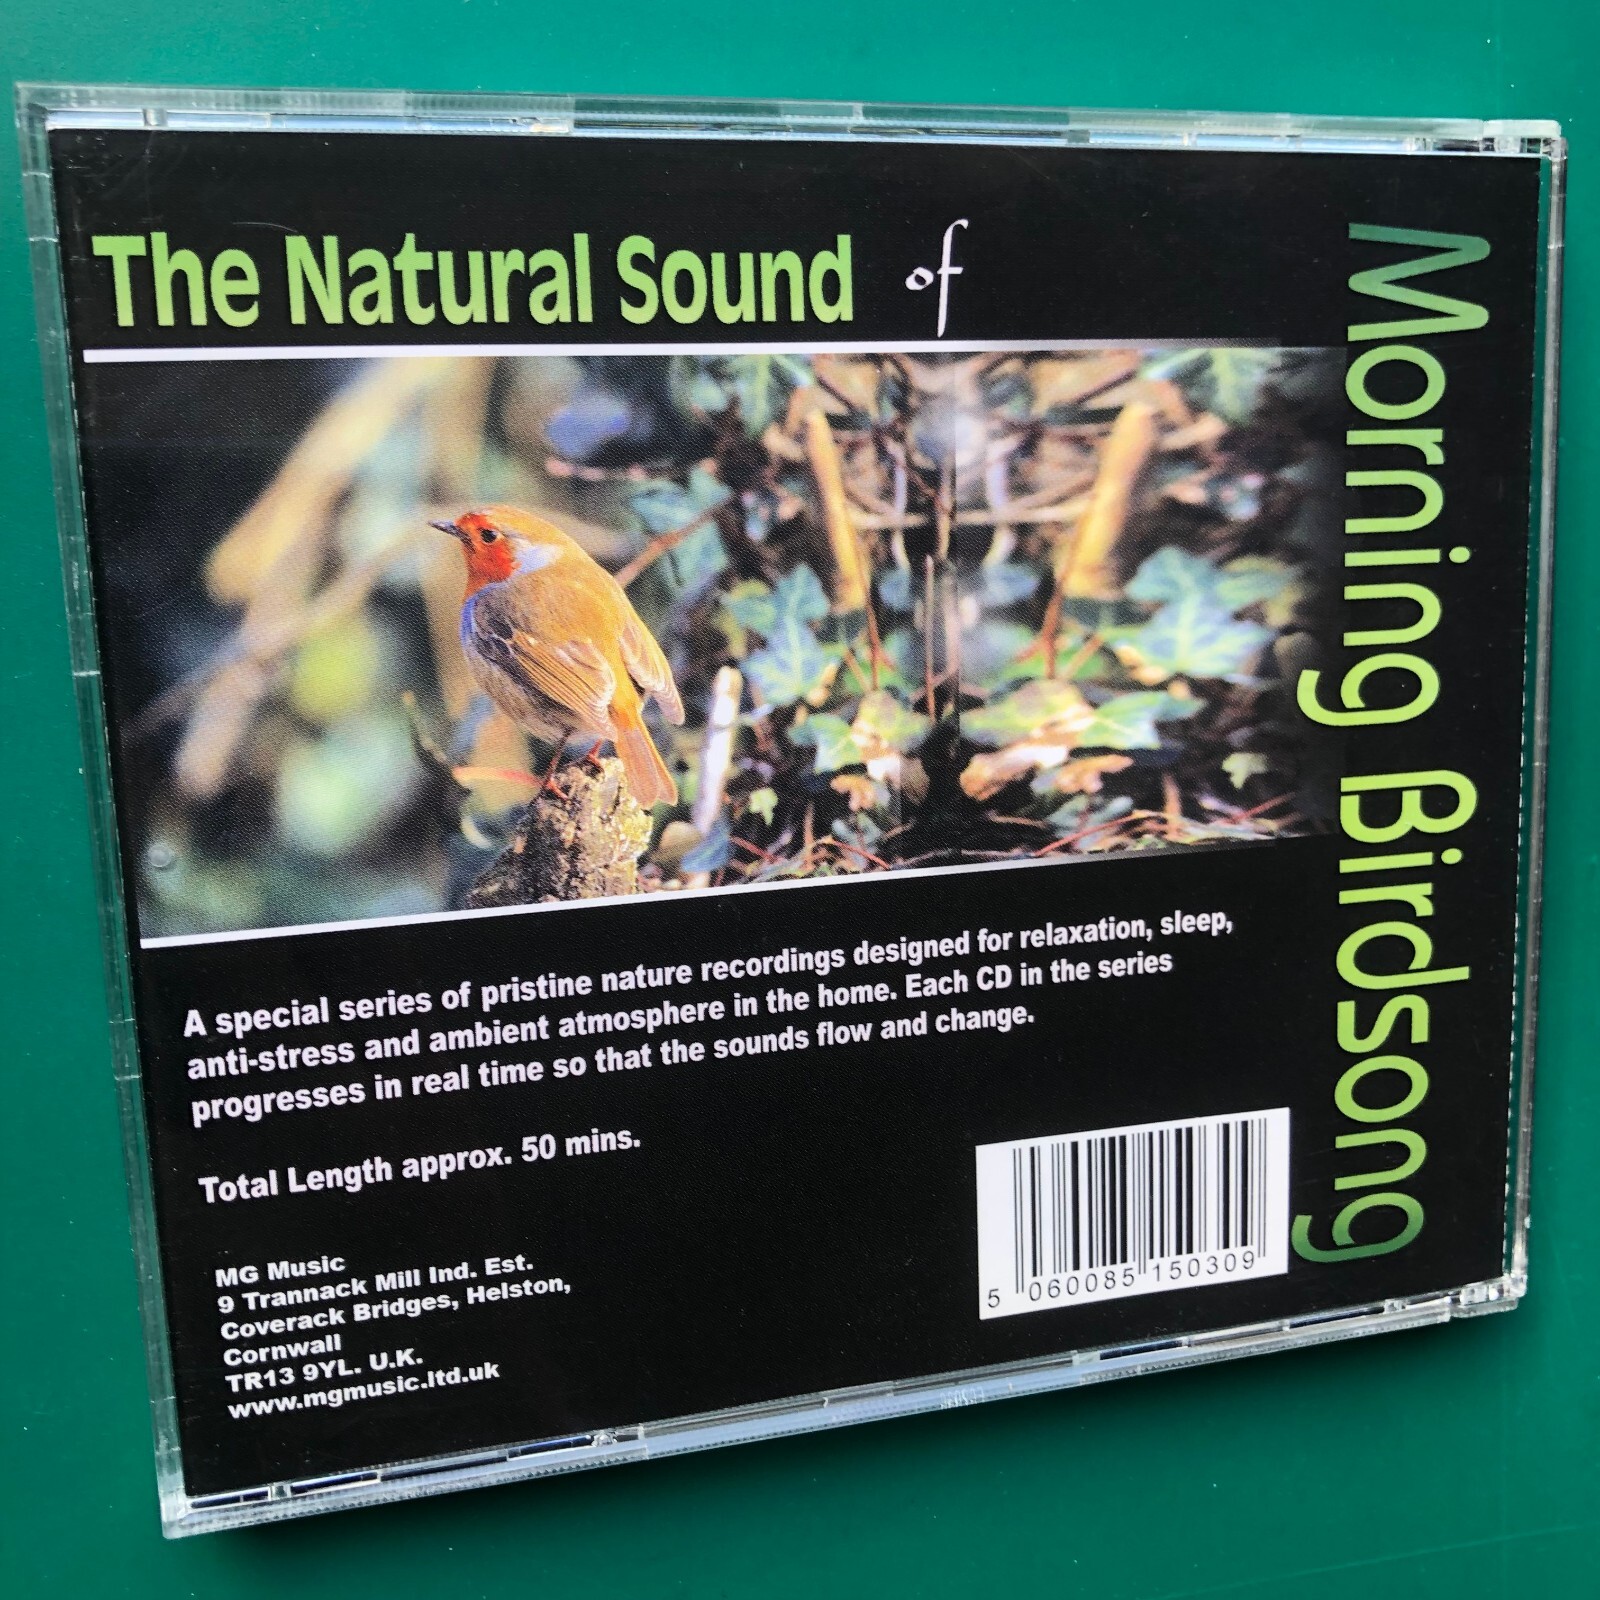 The Natural Sound of
Morning Birdsong
A special series of pristine nature recordings designed for relaxation, sleep,
anti-stress and ambient atmosphere in the home. Each CD in the series
progresses in real time so that the sounds flow and change.
Total Length approx. 50 mins.
MG Music
9 Trannack Mill Ind. Est.
Coverack Bridges, Helston,
Cornwall
TR13 9YL. U.K.
www.mgmusic.ltd.uk
5 060085 150309